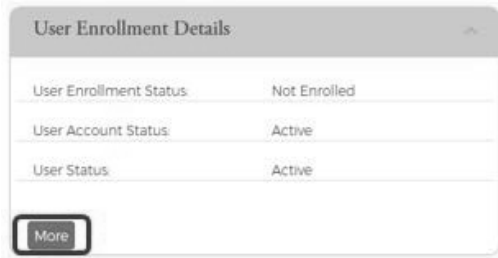 User Enrollment Details
User Enrollment Status: Not Enrolled
User Account Status: Active
User Status: Active
More